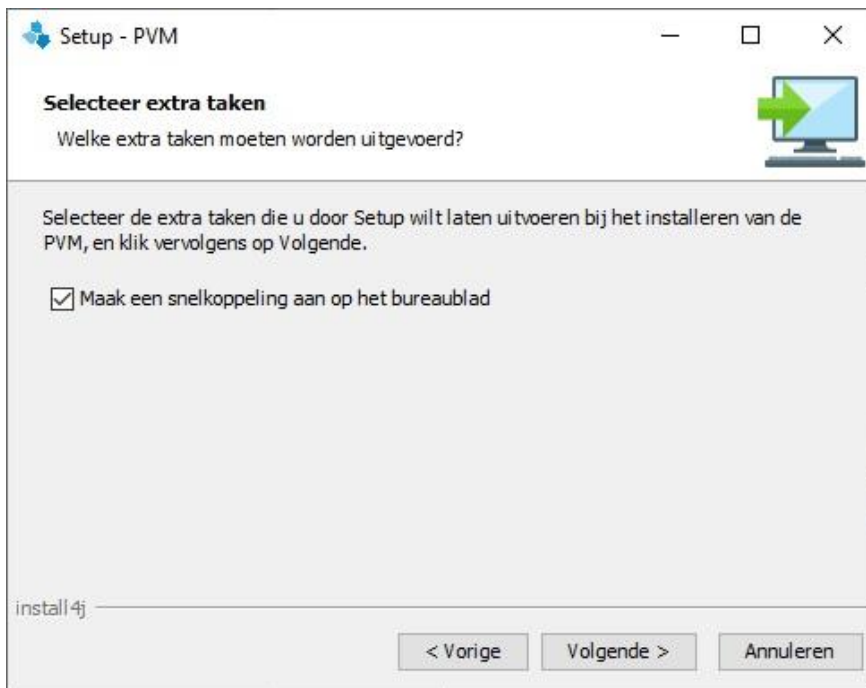 Setup - PVM
Selecteer extra taken
Welke extra taken moeten worden uitgevoerd?
Selecteer de extra taken die u door Setup wilt laten uitvoeren bij het installeren van de
PVM, en klik vervolgens op Volgende.
Maak een snelkoppeling aan op het bureaublad
install4j
< Vorige
Volgende >
Annuleren